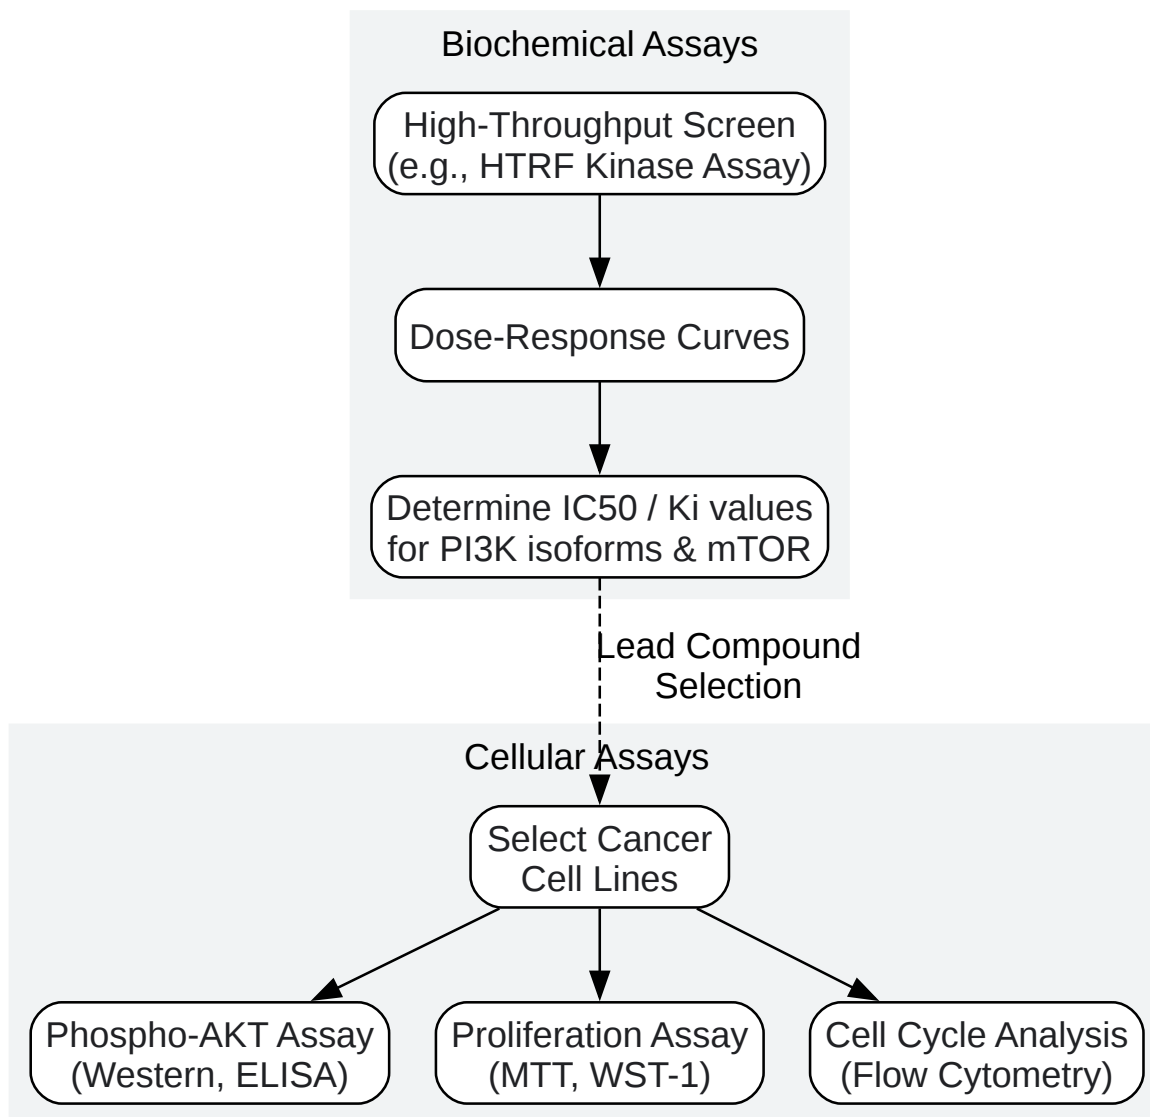 Biochemical Assays
High-Throughput Screen
(e.g., HTRF Kinase Assay)
Dose-Response Curves
Determine IC50 / Ki values
for PI3K isoforms & mTOR
Lead Compound
Selection
Cellular Assays
Select Cancer
Cell Lines
Phospho-AKT Assay
(Western, ELISA)
Proliferation Assay
(MTT, WST-1)
Cell Cycle Analysis
(Flow Cytometry)